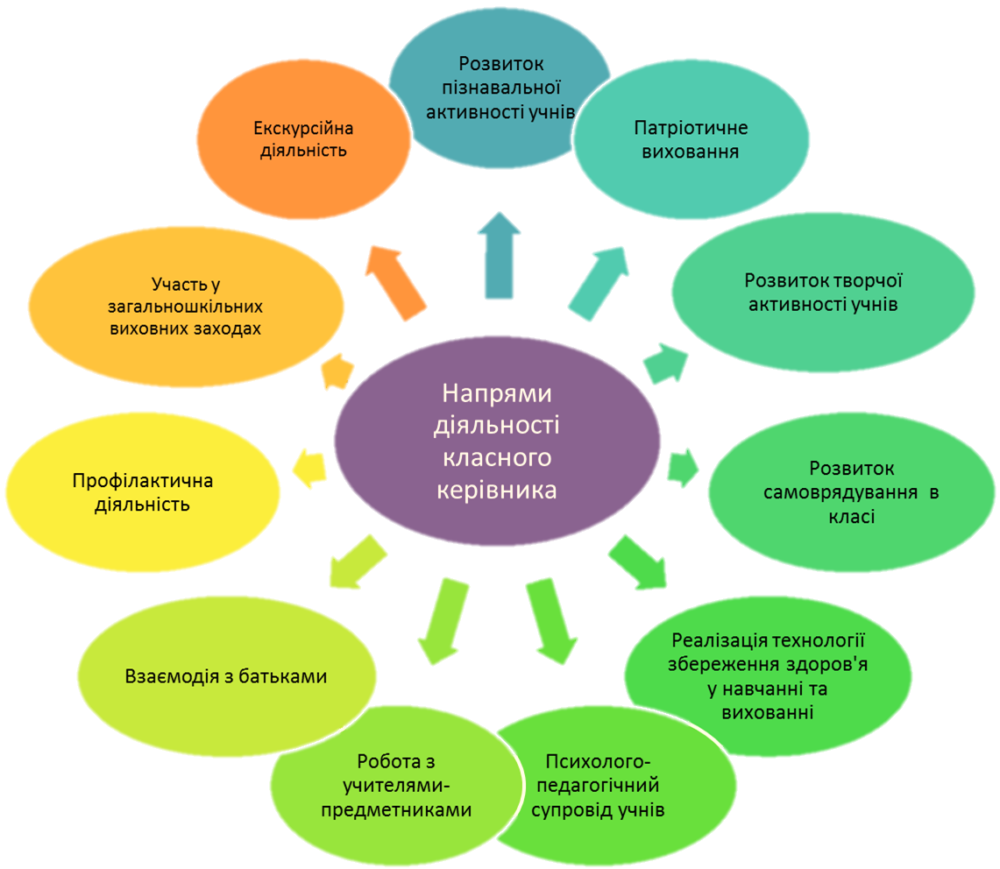 Розвиток
пізнавальної
активності учнів
Патріотичне
виховання
Розвиток творчої
активності учнів
Розвиток
самоврядування в
класі
Реалізація технології
збереження здоров'я
у навчанні та
вихованні
Психолого-
педагогічний
супровід учнів
Робота з
учителями-
предметниками
Взаємодія з батьками
Профілактична
діяльність
Участь у
загальношкільних
виховних заходах
Екскурсійна
діяльність
Напрями
діяльності
класного
керівника